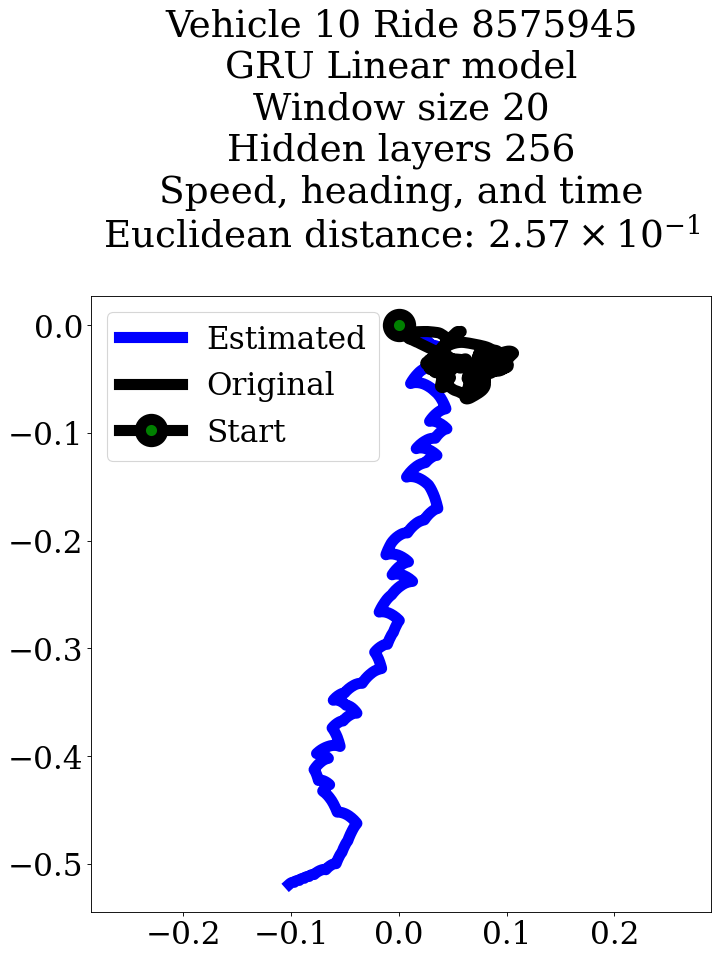 Vehicle 10 Ride 8575945
GRU Linear model
Window size 20
Hidden layers 256
Speed, heading, and time
Euclidean distance: 2.57 × 10⁻¹
Estimated
Original
Start
0.0
−0.1
−0.2
−0.3
−0.4
−0.5
−0.2 −0.1 0.0 0.1 0.2